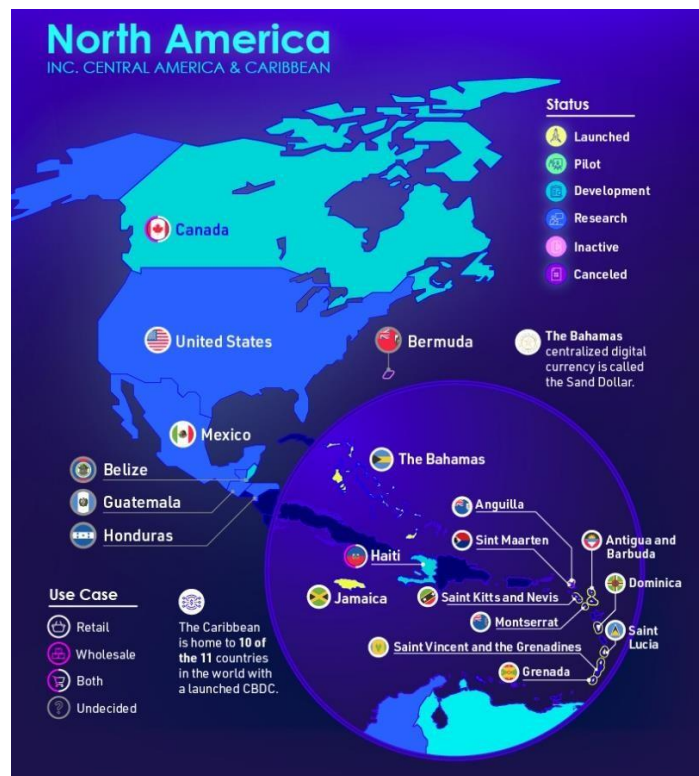 North America
INC. CENTRAL AMERICA & CARIBBEAN
Status
Launched
Pilot
Development
Research
Inactive
Canceled
Canada
United States
Bermuda
The Bahamas
centralized digital
currency is called
the Sand Dollar.
Mexico
Belize
Guatemala
Honduras
The Bahamas
Anguilla
Sint Maarten
Antigua and
Barbuda
Haiti
Dominica
Jamaica
Saint Kitts and Nevis
Montserrat
Saint
Lucia
Saint Vincent and the Grenadines
Grenada
Use Case
Retail
Wholesale
Both
Undecided
The Caribbean
is home to 10 of
the 11 countries
in the world with
a launched CBDC.